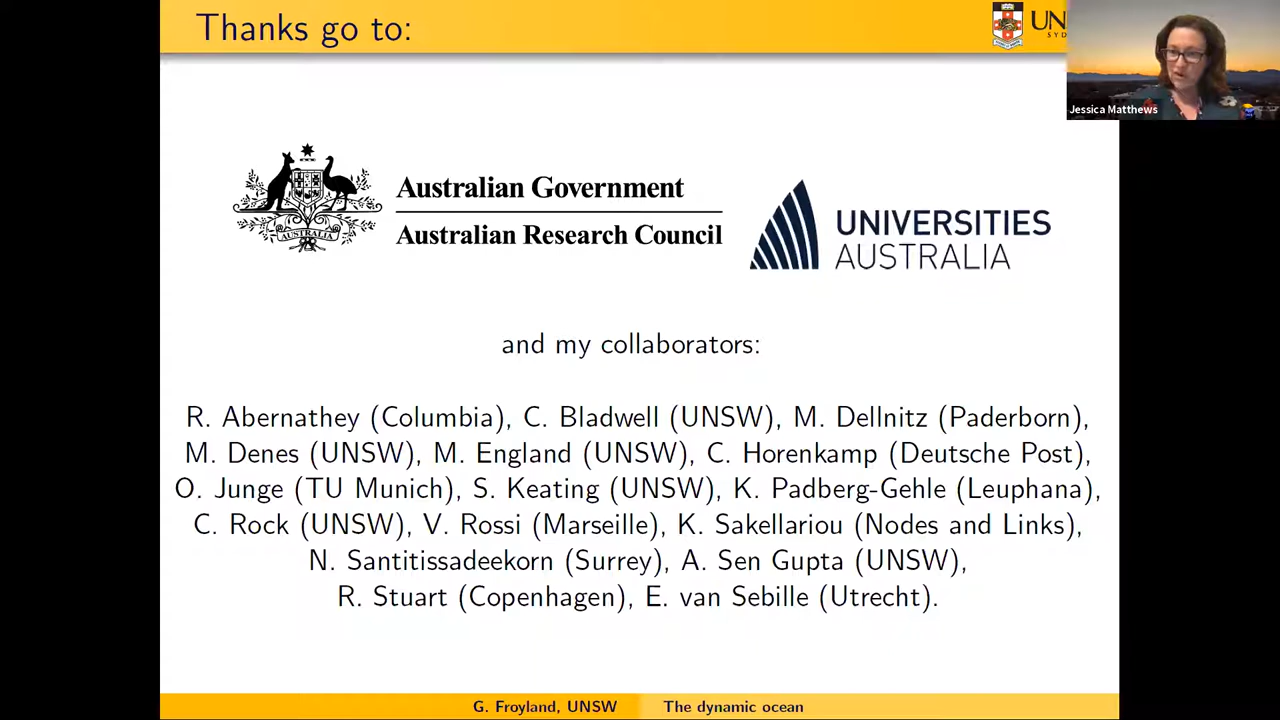 Thanks go to:
UN
SYD
Jessica Matthews
AUSTRALIA
Australian Government
Australian Research Council
UNIVERSITIES
AUSTRALIA
and my collaborators:
R. Abernathey (Columbia), C. Bladwell (UNSW), M. Dellnitz (Paderborn),
M. Denes (UNSW), M. England (UNSW), C. Horenkamp (Deutsche Post),
O. Junge (TU Munich), S. Keating (UNSW), K. Padberg-Gehle (Leuphana),
C. Rock (UNSW), V. Rossi (Marseille), K. Sakellariou (Nodes and Links),
N. Santitissadeekorn (Surrey), A. Sen Gupta (UNSW),
R. Stuart (Copenhagen), E. van Sebille (Utrecht).
G. Froyland, UNSW The dynamic ocean